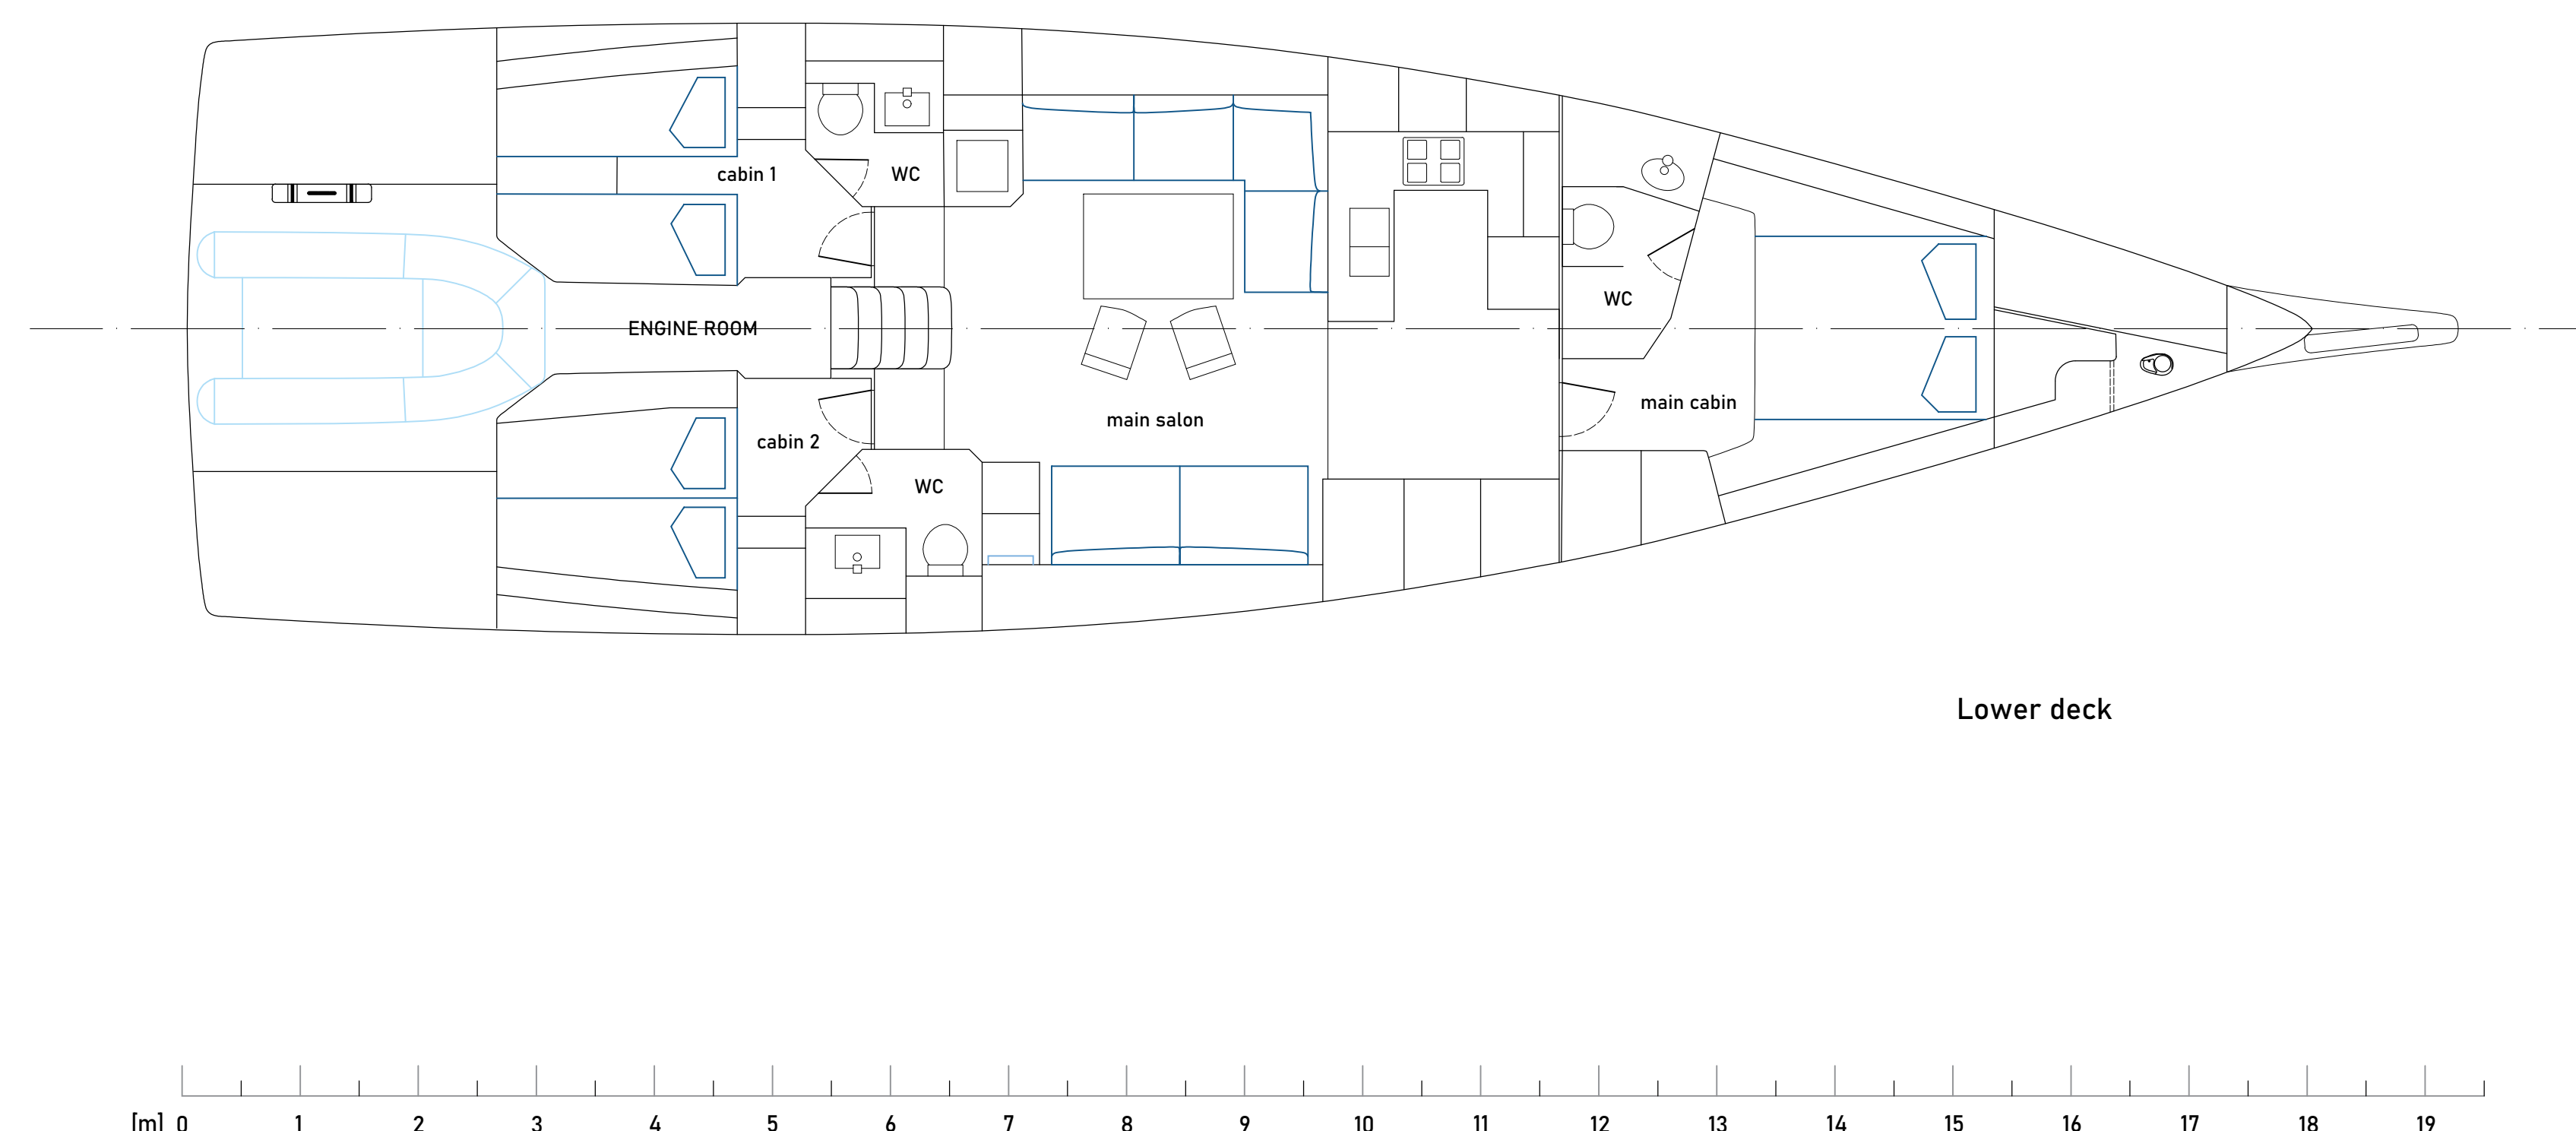 cabin 1
WC
ENGINE ROOM
WC
main cabin
main salon
cabin 2
WC
Lower deck
[m] 0 1 2 3 4 5 6 7 8 9 10 11 12 13 14 15 16 17 18 19